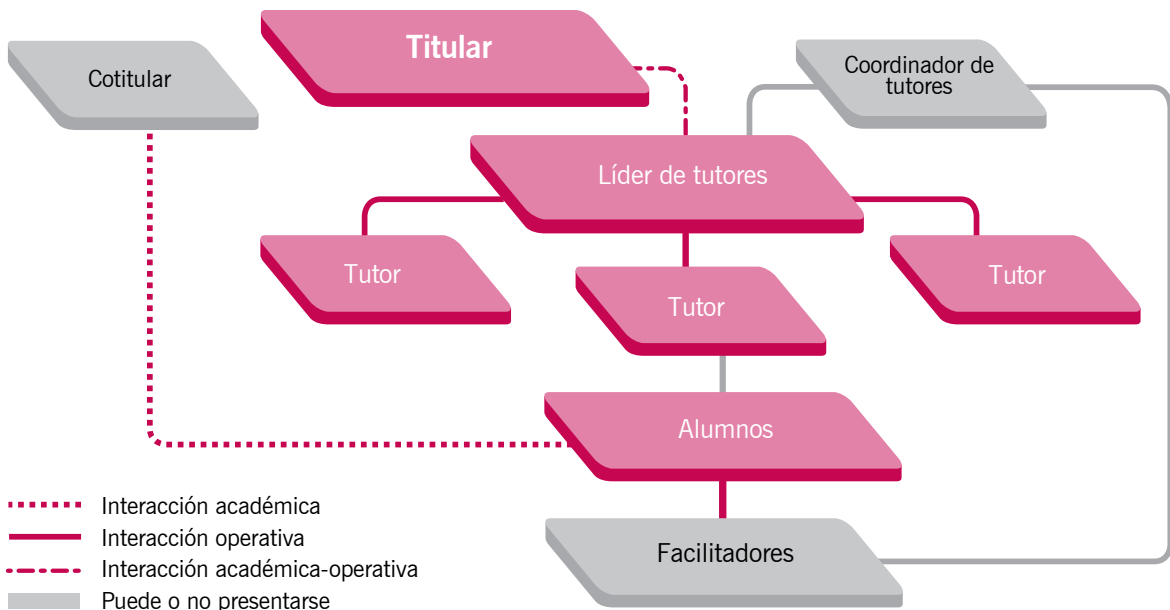 Titular
Cotitular
Coordinador de
tutores
Líder de tutores
Tutor
Tutor
Tutor
Alumnos
Facilitadores
Interacción académica
Interacción operativa
Interacción académica-operativa
Puede o no presentarse